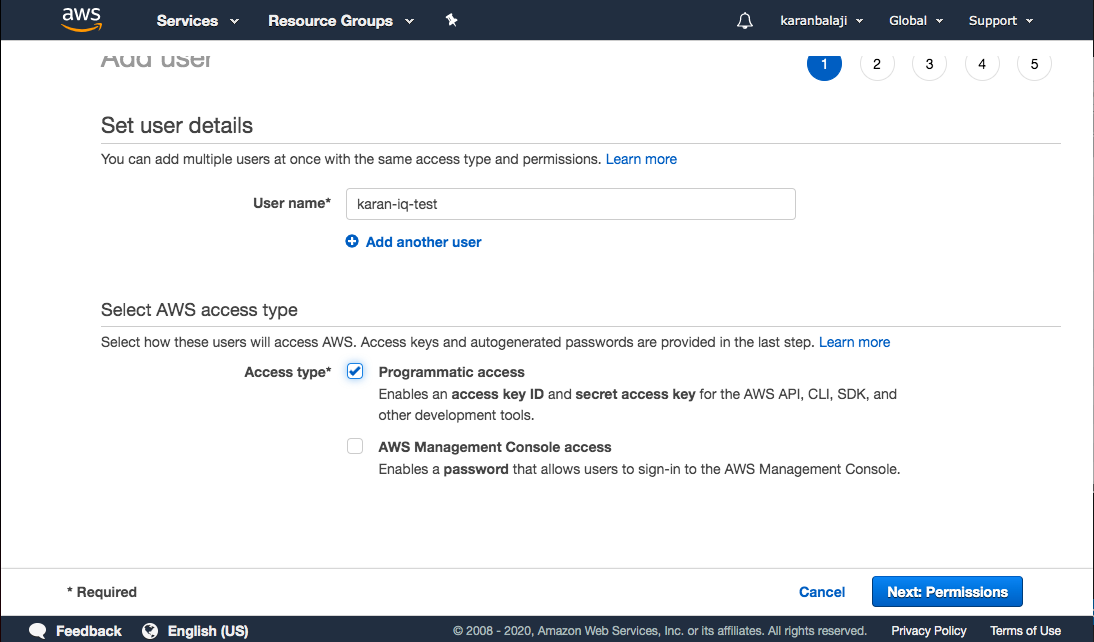 aws Services Resource Groups karanbalaji Global Support
Add user 1 2 3 4 5
Set user details
You can add multiple users at once with the same access type and permissions. Learn more
User name* karan-iq-test
Add another user
Select AWS access type
Select how these users will access AWS. Access keys and autogenerated passwords are provided in the last step. Learn more
Access type* Programmatic access
Enables an access key ID and secret access key for the AWS API, CLI, SDK, and
other development tools.
AWS Management Console access
Enables a password that allows users to sign-in to the AWS Management Console.
* Required Cancel Next: Permissions
Feedback English (US) © 2008 - 2020, Amazon Web Services, Inc. or its affiliates. All rights reserved. Privacy Policy Terms of Use